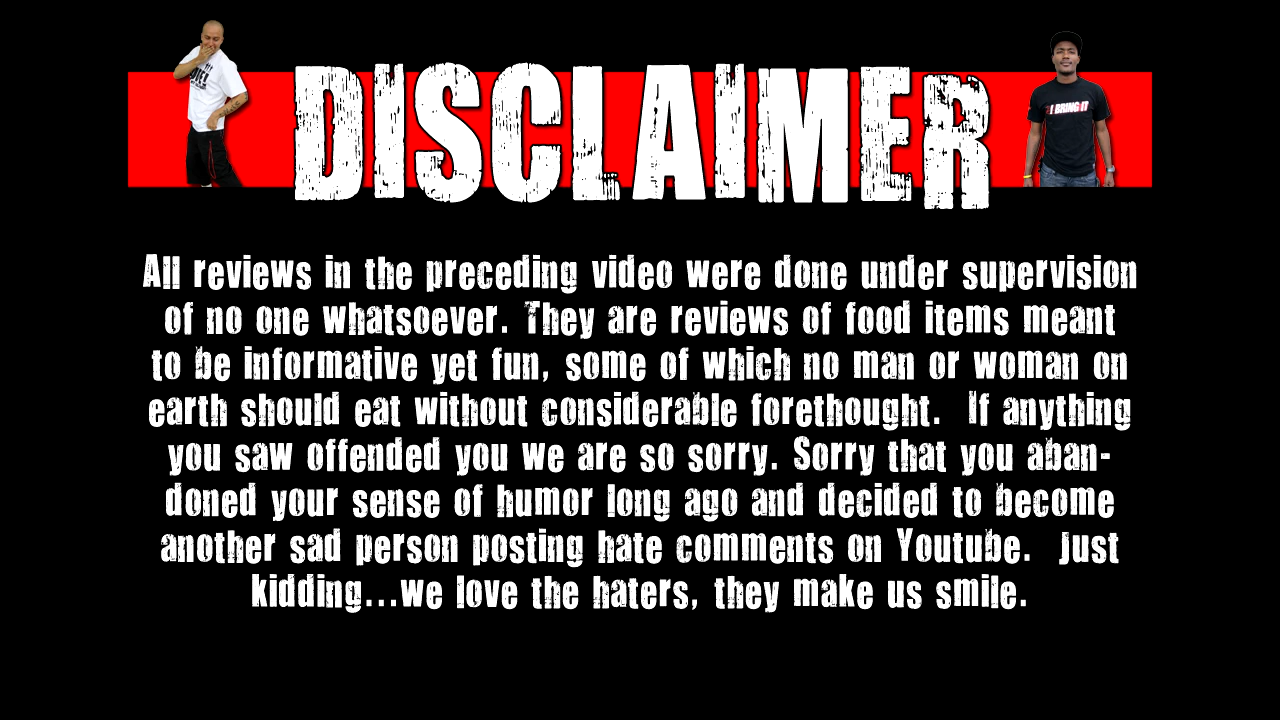 DISCLAIMER
I BRING IT
All reviews in the preceding video were done under supervision
of no one whatsoever. They are reviews of food items meant
to be informative yet fun, some of which no man or woman on
earth should eat without considerable forethought. If anything
you saw offended you we are so sorry. Sorry that you aban-
doned your sense of humor long ago and decided to become
another sad person posting hate comments on Youtube. Just
kidding...we love the haters, they make us smile.